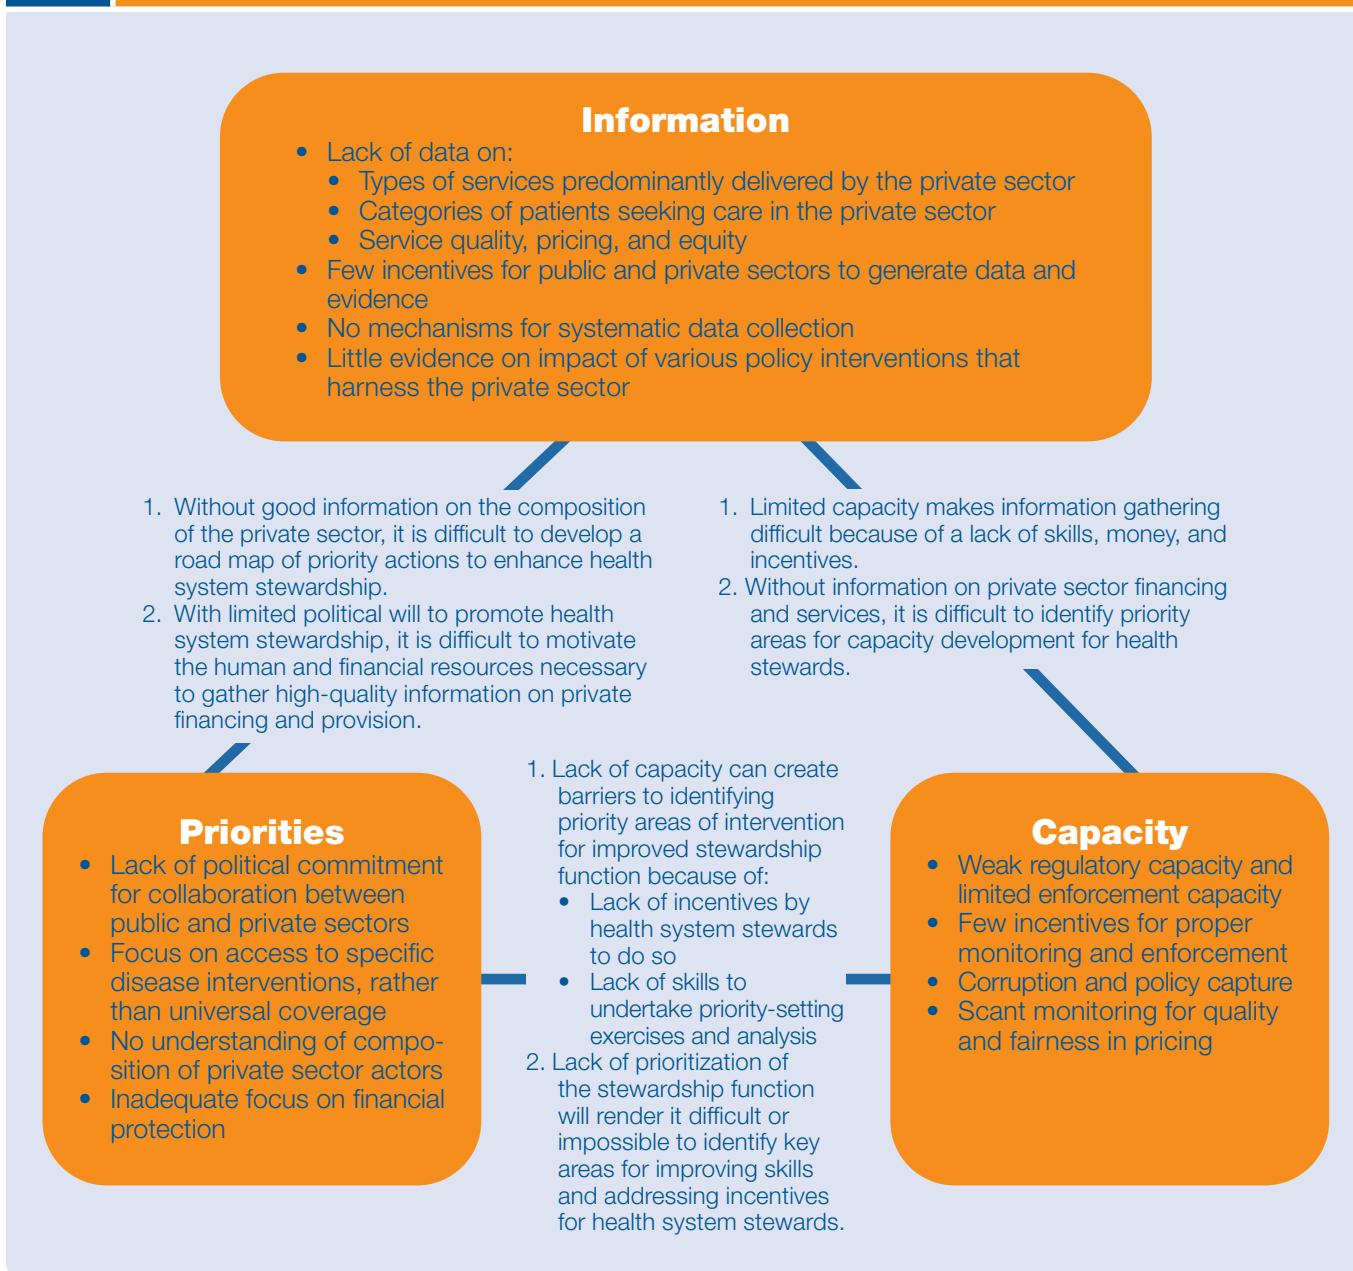 Information
• Lack of data on:
• Types of services predominantly delivered by the private sector
• Categories of patients seeking care in the private sector
• Service quality, pricing, and equity
• Few incentives for public and private sectors to generate data and
evidence
• No mechanisms for systematic data collection
• Little evidence on impact of various policy interventions that
harness the private sector
1. Without good information on the composition
of the private sector, it is difficult to develop a
road map of priority actions to enhance health
system stewardship.
2. With limited political will to promote health
system stewardship, it is difficult to motivate
the human and financial resources necessary
to gather high-quality information on private
financing and provision.
1. Limited capacity makes information gathering
difficult because of a lack of skills, money, and
incentives.
2. Without information on private sector financing
and services, it is difficult to identify priority
areas for capacity development for health
stewards.
Priorities
• Lack of political commitment
for collaboration between
public and private sectors
• Focus on access to specific
disease interventions, rather
than universal coverage
• No understanding of compo-
sition of private sector actors
• Inadequate focus on financial
protection
1. Lack of capacity can create
barriers to identifying
priority areas of intervention
for improved stewardship
function because of:
• Lack of incentives by
health system stewards
to do so
• Lack of skills to
undertake priority-setting
exercises and analysis
2. Lack of prioritization of
the stewardship function
will render it difficult or
impossible to identify key
areas for improving skills
and addressing incentives
for health system stewards.
Capacity
• Weak regulatory capacity and
limited enforcement capacity
• Few incentives for proper
monitoring and enforcement
• Corruption and policy capture
• Scant monitoring for quality
and fairness in pricing